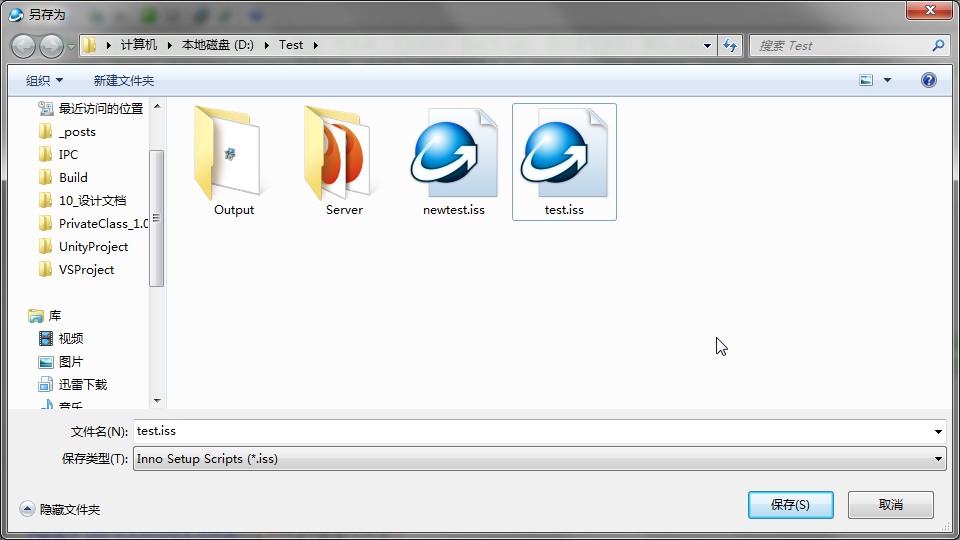 另存为
计算机 本地磁盘 (D:) Test
搜索 Test
组织 新建文件夹
最近访问的位置
_posts
IPC
Build
10_设计文档
PrivateClass_1.0
UnityProject
VSProject
库
视频
图片
迅雷下载
音乐
Output
Server
newtest.iss
test.iss
文件名(N): test.iss
保存类型(T): Inno Setup Scripts (*.iss)
隐藏文件夹
保存(S)
取消